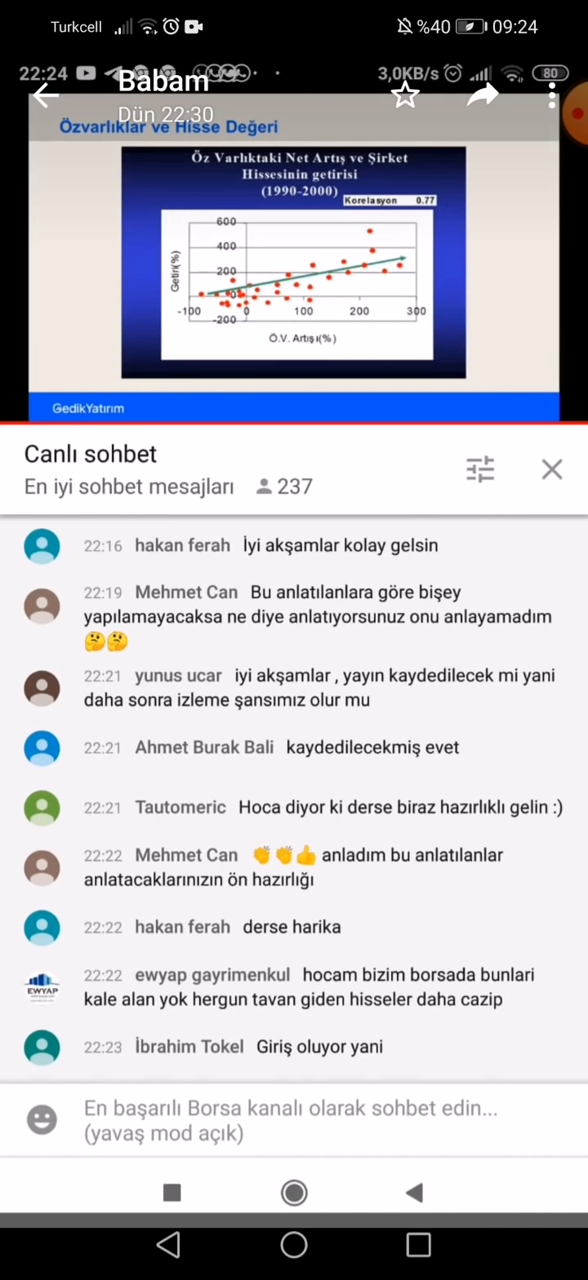 Turkcell
%40 09:24
22:24
3,0KB/s
80
Babam
Dün 22:30
Özvarlıklar ve Hisse Değeri
Öz Varlıktaki Net Artış ve Şirket
Hissesinin getirisi
(1990-2000)
Korelasyon 0.77
Getiri(%)
600
400
200
0
-200
-100 0 100 200 300
Ö.V. Artışı(%)
GedikYatırım
Canlı sohbet
En iyi sohbet mesajları 237
22:16 hakan ferah İyi akşamlar kolay gelsin
22:19 Mehmet Can Bu anlatılanlara göre bişey
yapılamayacaksa ne diye anlatıyorsunuz onu anlayamadım
🤔🤔
22:21 yunus ucar iyi akşamlar , yayın kaydedilecek mi yani
daha sonra izleme şansımız olur mu
22:21 Ahmet Burak Bali kaydedilecekmiş evet
22:21 Tautomeric Hoca diyor ki derse biraz hazırlıklı gelin :)
22:22 Mehmet Can 👏👏👍 anladım bu anlatılanlar
anlatacaklarınızın ön hazırlığı
22:22 hakan ferah derse harika
EWYAP
22:22 ewyap gayrimenkul hocam bizim borsada bunlari
kale alan yok hergun tavan giden hisseler daha cazip
22:23 İbrahim Tokel Giriş oluyor yani
En başarılı Borsa kanalı olarak sohbet edin...
(yavaş mod açık)